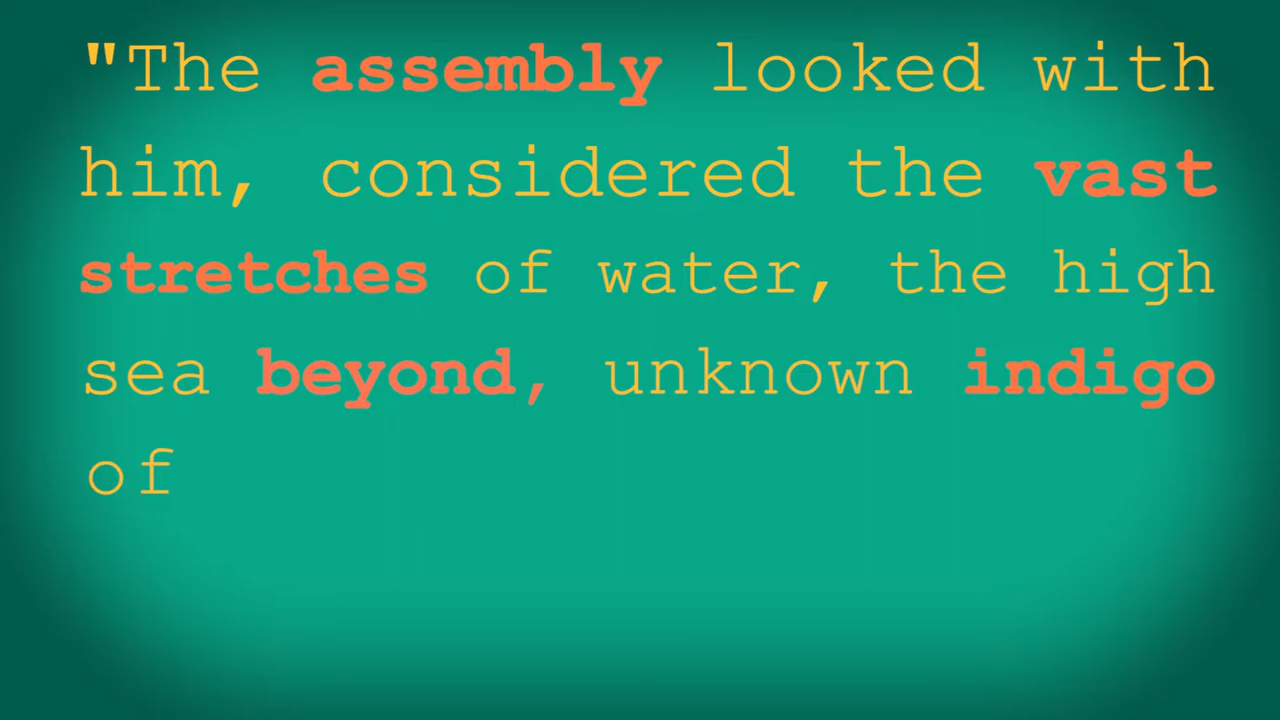 "The assembly looked with
him, considered the vast
stretches of water, the high
sea beyond, unknown indigo
of